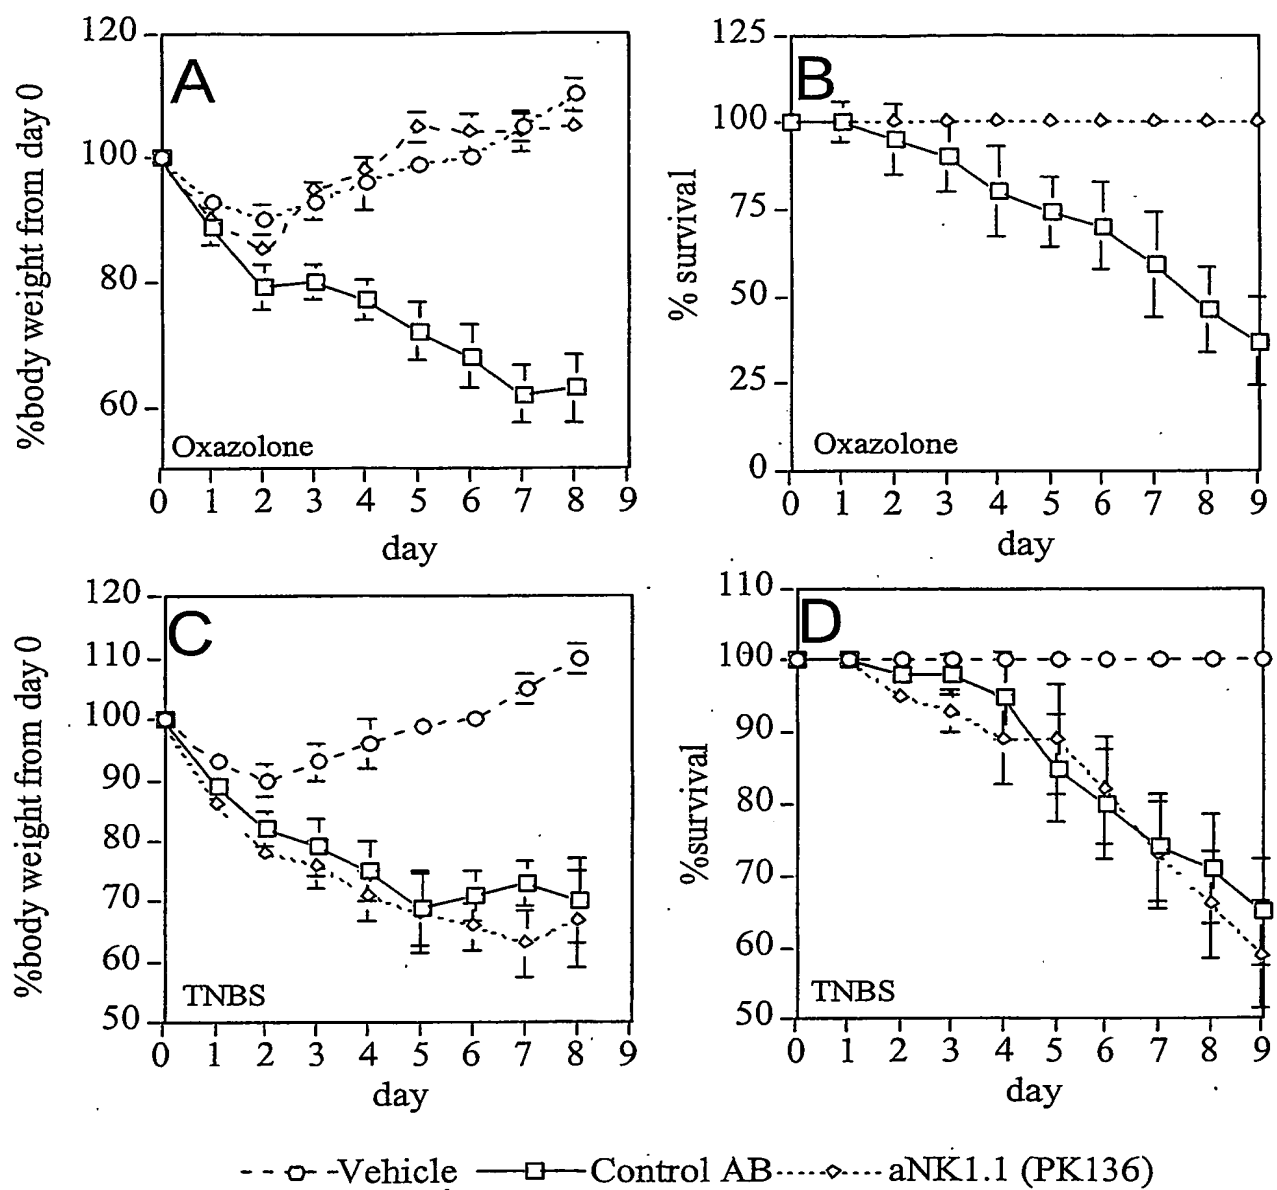 120
100
80
60
%body weight from day 0
A
Oxazolone
0 1 2 3 4 5 6 7 8 9
day
125
100
75
50
25
0
% survival
B
Oxazolone
0 1 2 3 4 5 6 7 8 9
day
120
110
100
90
80
70
60
50
%body weight from day 0
C
TNBS
0 1 2 3 4 5 6 7 8 9
day
110
100
90
80
70
60
50
%survival
D
TNBS
0 1 2 3 4 5 6 7 8 9
day
Vehicle Control AB aNK1.1 (PK136)